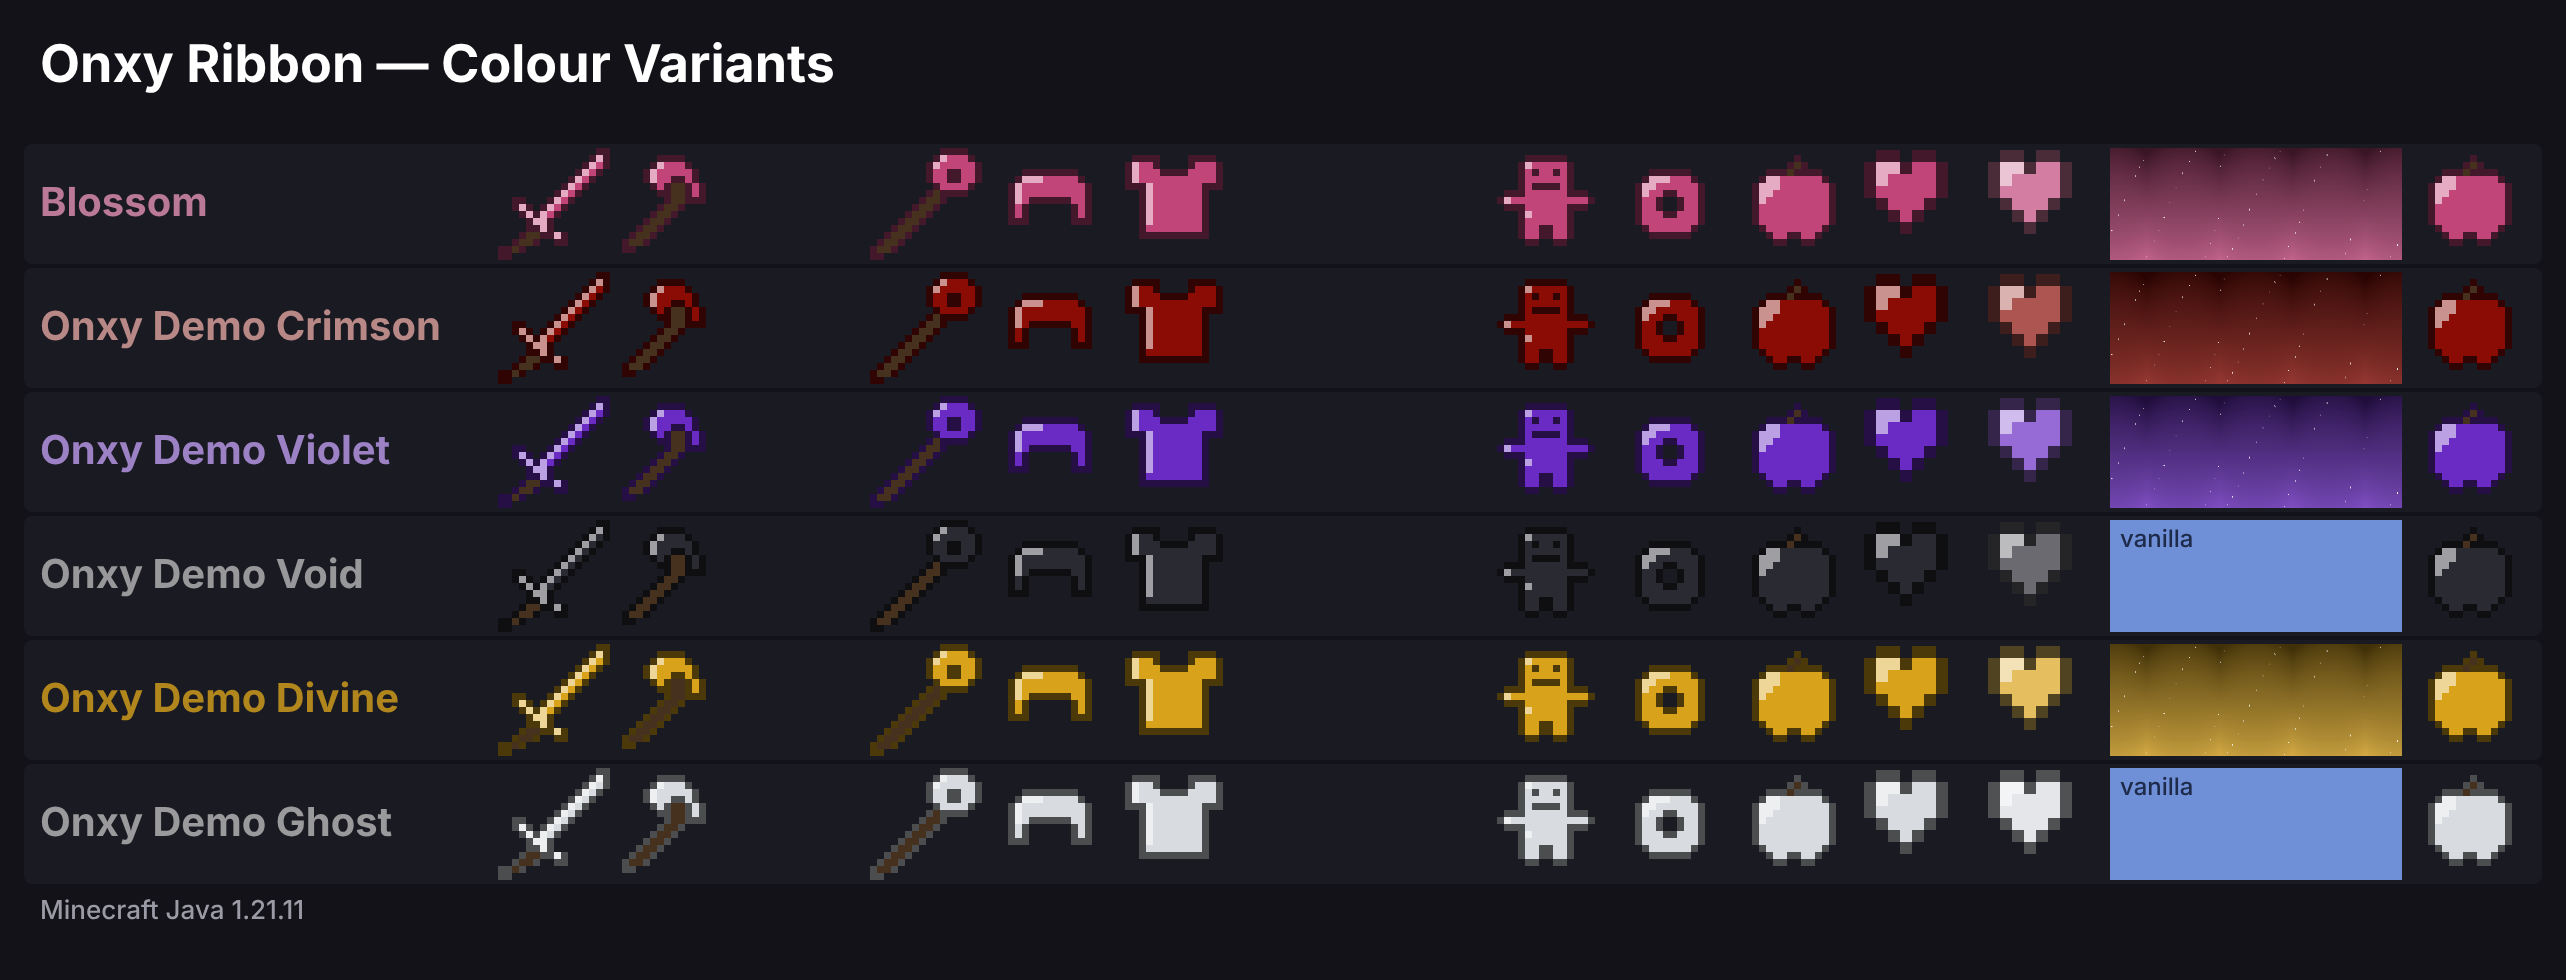 Onxy Ribbon — Colour Variants
Blossom
Onxy Demo Crimson
Onxy Demo Violet
Onxy Demo Void
vanilla
Onxy Demo Divine
Onxy Demo Ghost
vanilla
Minecraft Java 1.21.11